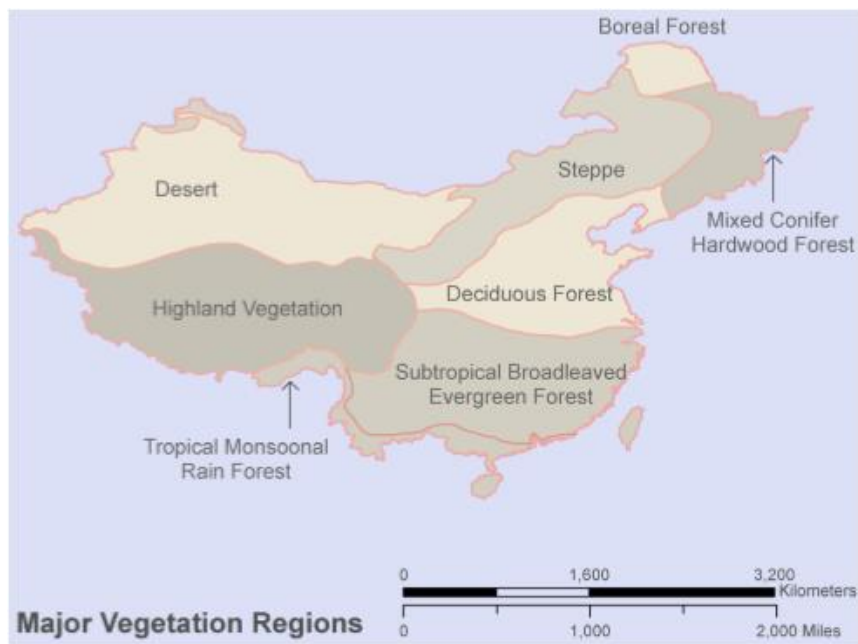 Boreal Forest
Desert
Steppe
Mixed Conifer
Hardwood Forest
Highland Vegetation
Deciduous Forest
Subtropical Broadleaved
Evergreen Forest
Tropical Monsoonal
Rain Forest
0 1,600 3,200
Kilometers
Major Vegetation Regions
0 1,000 2,000 Miles